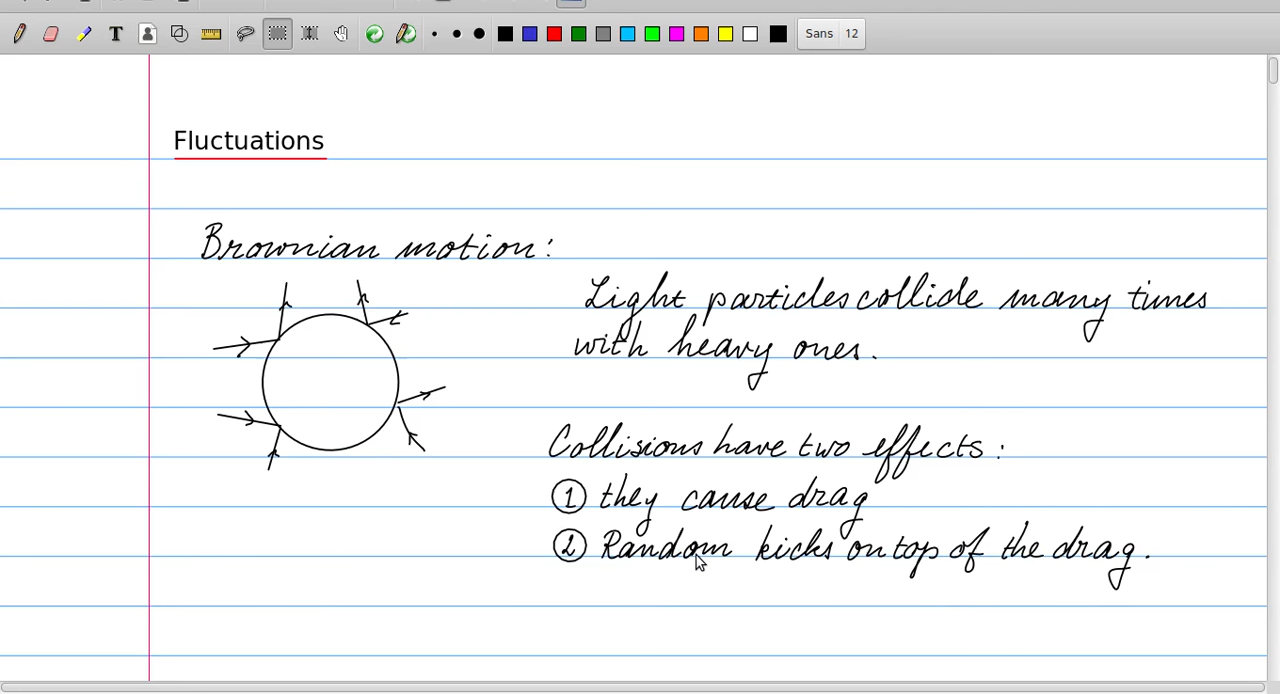 Sans 12
Fluctuations
Brownian motion:
Light particles collide many times
with heavy ones.
Collisions have two effects:
① they cause drag
② Random kicks on top of the drag.